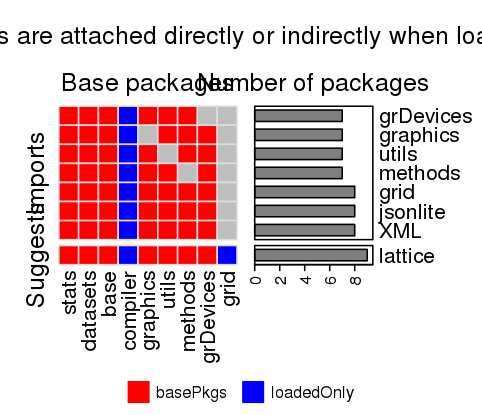 s are attached directly or indirectly when loa
Base packages
Number of packages
Imports
Suggests
grDevices
graphics
utils
methods
grid
jsonlite
XML
lattice
stats
datasets
base
compiler
graphics
utils
methods
grDevices
grid
0 2 4 6 8
basePkgs loadedOnly